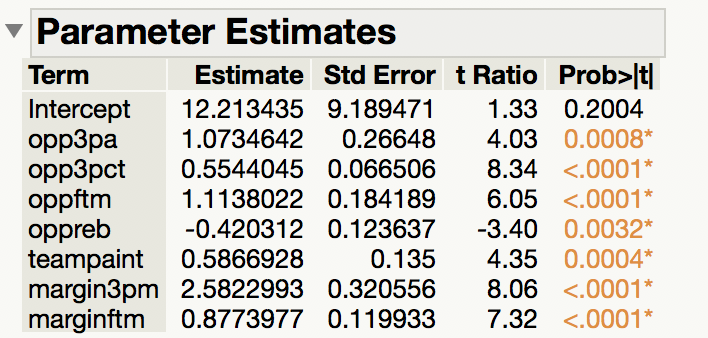 Parameter Estimates
Term Estimate Std Error t Ratio Prob>|t|
Intercept 12.213435 9.189471 1.33 0.2004
opp3pa 1.0734642 0.26648 4.03 0.0008*
opp3pct 0.5544045 0.066506 8.34 <.0001*
oppftm 1.1138022 0.184189 6.05 <.0001*
oppreb -0.420312 0.123637 -3.40 0.0032*
teampaint 0.5866928 0.135 4.35 0.0004*
margin3pm 2.5822993 0.320556 8.06 <.0001*
marginftm 0.8773977 0.119933 7.32 <.0001*